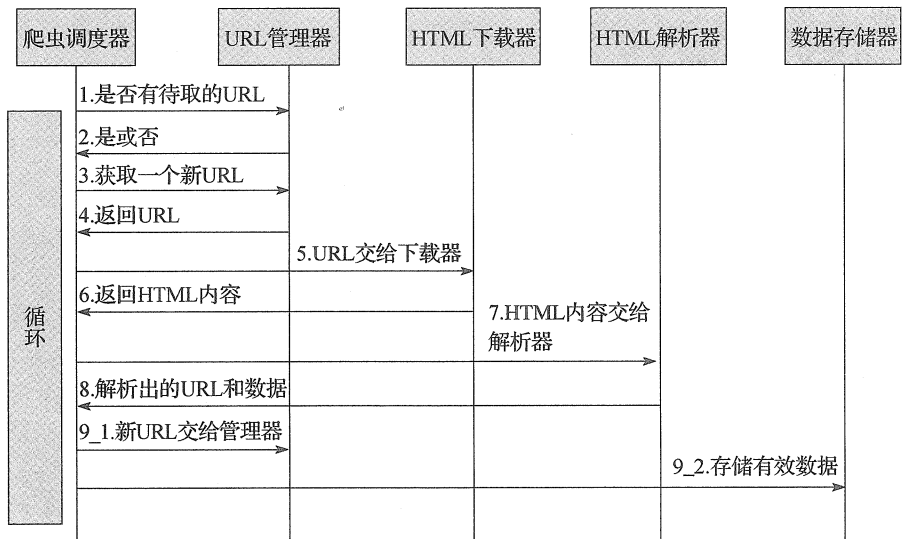 爬虫调度器
URL管理器
HTML下载器
HTML解析器
数据存储器
1.是否有待取的URL
2.是或否
3.获取一个新URL
4.返回URL
5.URL交给下载器
6.返回HTML内容
7.HTML内容交给
解析器
循环
8.解析出的URL和数据
9_1.新URL交给管理器
9_2.存储有效数据